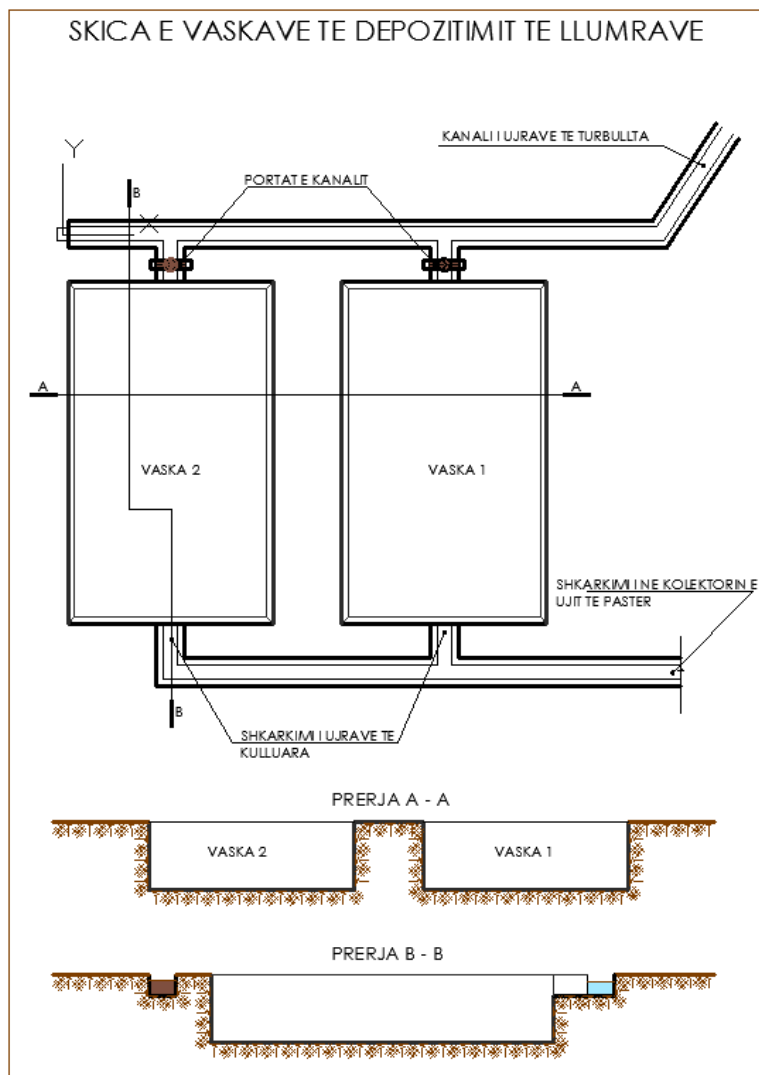 SKICA E VASKAVE TE DEPOZITIMIT TE LLUMRAVE
KANALI I UJRAVE TE TURBULLTA
Y
PORTAT E KANALIT
B
X
A
A
VASKA 2
VASKA 1
SHKARKIMI I NE KOLEKTORIN E
UJIT TE PASTER
B
SHKARKIMI I UJRAVE TE
KULLUARA
PRERJA A - A
VASKA 2
VASKA 1
PRERJA B - B